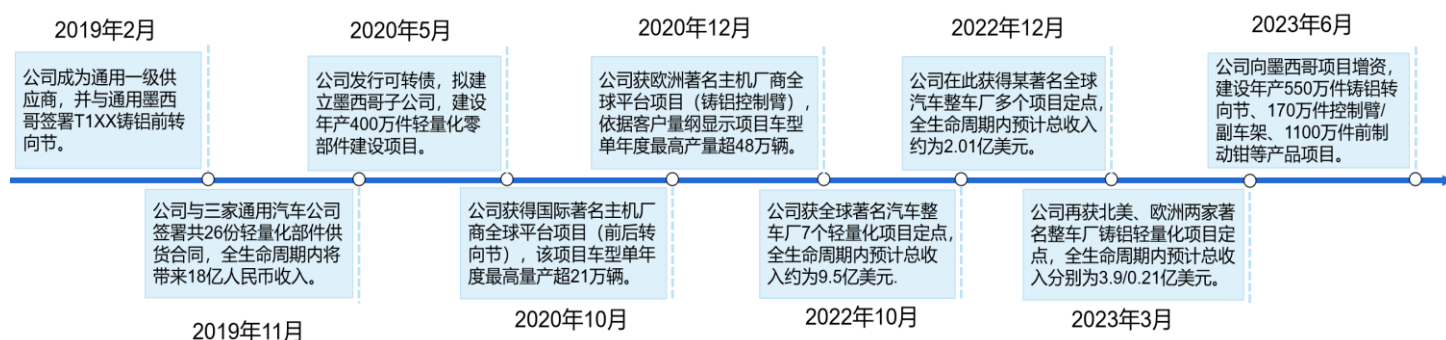 2019年2月
公司成为通用一级供
应商，并与通用墨西
哥签署T1XX铸铝前转
向节。
公司与三家通用汽车公司
签署共26份轻量化部件供
货合同，全生命周期内将
带来18亿人民币收入。
2019年11月
2020年5月
公司发行可转债，拟建
立墨西哥子公司，建设
年产400万件轻量化零
部件建设项目。
公司获得国际著名主机厂
商全球平台项目（前后转
向节），该项目车型单年
度最高量产超21万辆。
2020年10月
2020年12月
公司获欧洲著名主机厂商全
球平台项目（铸铝控制臂），
依据客户量纲显示项目车型
单年度最高产量超48万辆。
公司获全球著名汽车整
车厂7个轻量化项目定点，
全生命周期内预计总收
入约为9.5亿美元.
2022年10月
2022年12月
公司在此获得某著名全球
汽车整车厂多个项目定点，
全生命周期内预计总收入
约为2.01亿美元。
公司再获北美、欧洲两家著
名整车厂铸铝轻量化项目定
点，全生命周期内预计总收
入分别为3.9/0.21亿美元。
2023年3月
2023年6月
公司向墨西哥项目增资，
建设年产550万件铸铝转
向节、170万件控制臂/
副车架、1100万件前制
动钳等产品项目。